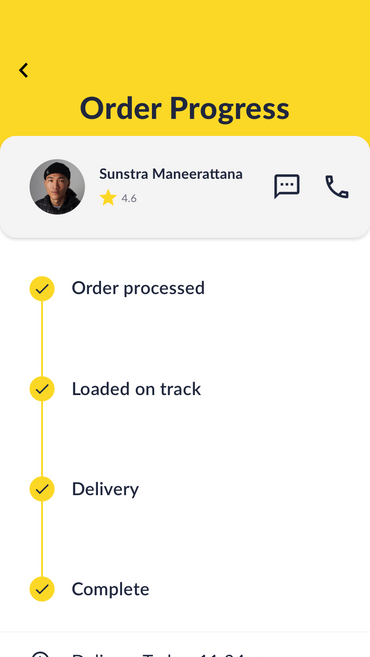 Order Progress
Sunstra Maneerattana
4.6
Order processed
Loaded on track
Delivery
Complete